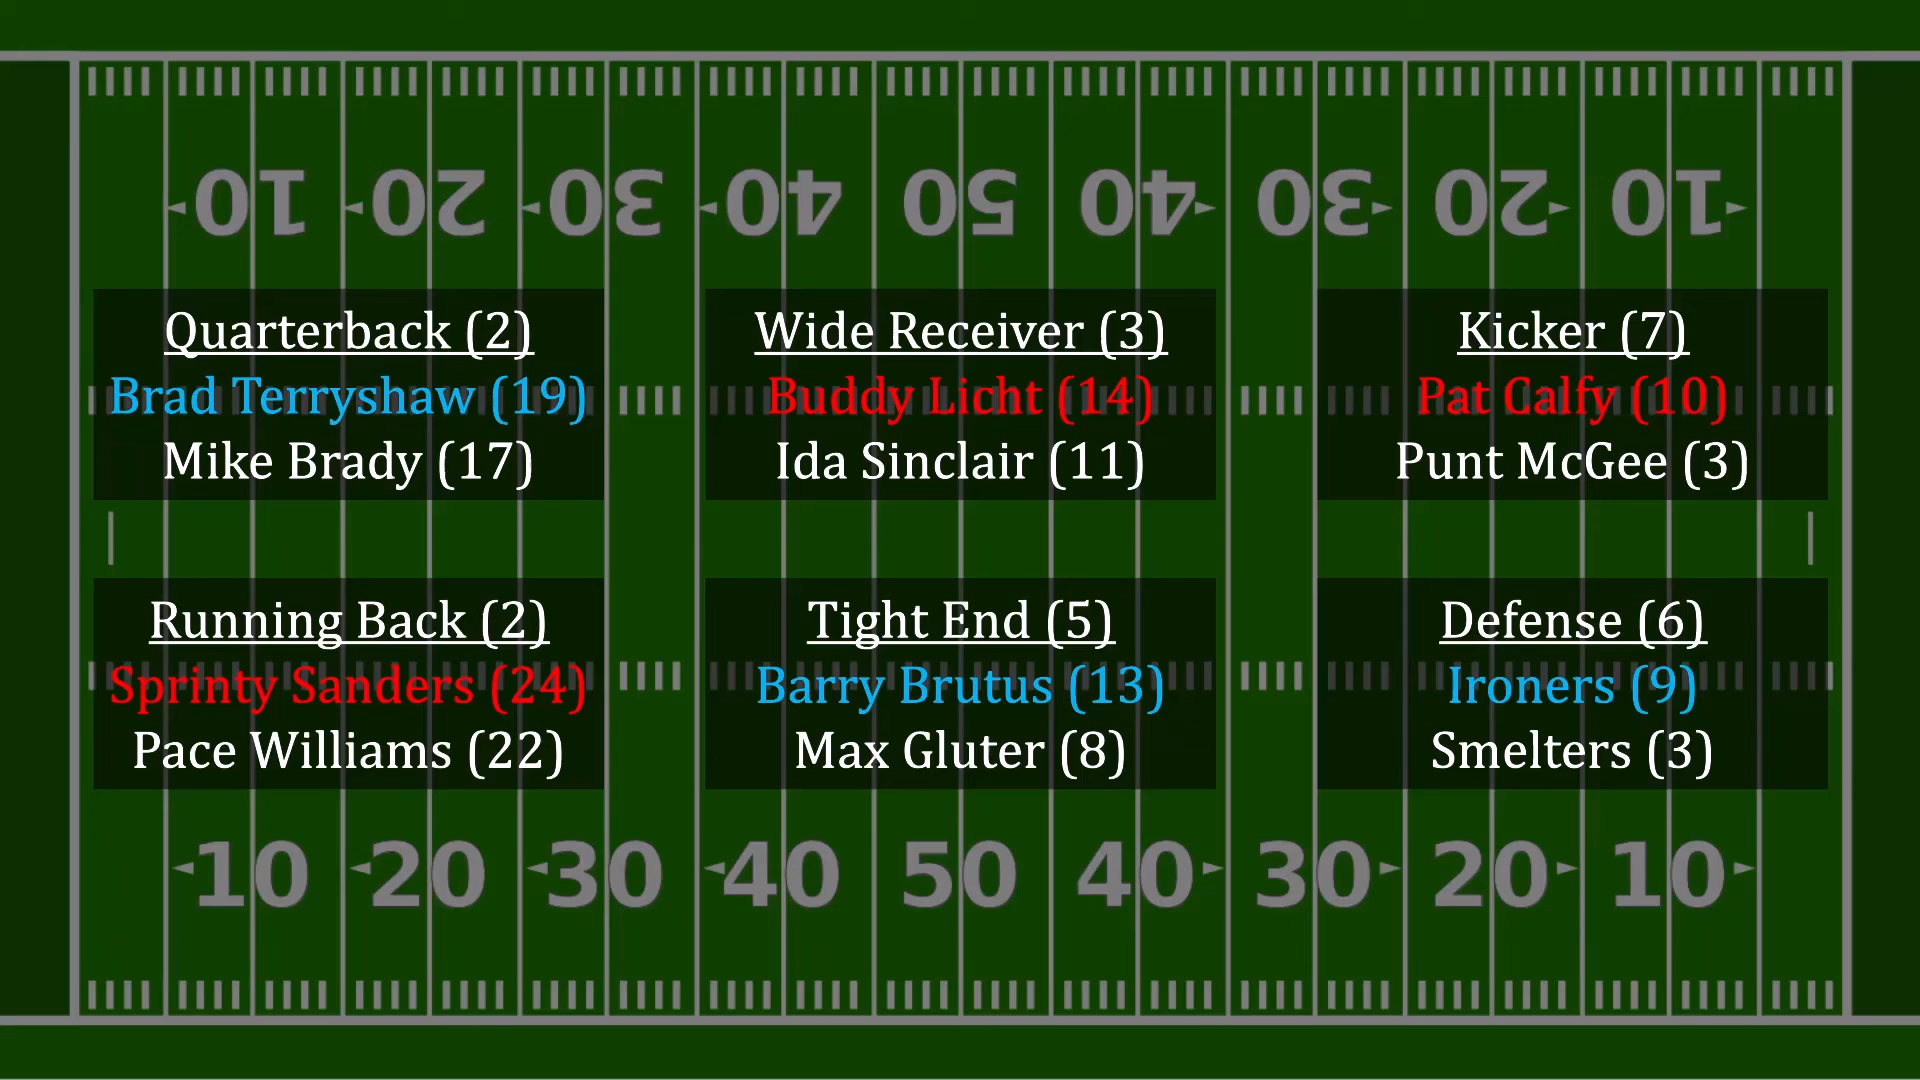 10 20 30 40 50 40 30 20 10
Quarterback (2)
Brad Terryshaw (19)
Mike Brady (17)
Wide Receiver (3)
Buddy Licht (14)
Ida Sinclair (11)
Kicker (7)
Pat Calfy (10)
Punt McGee (3)
Running Back (2)
Sprinty Sanders (24)
Pace Williams (22)
Tight End (5)
Barry Brutus (13)
Max Gluter (8)
Defense (6)
Ironers (9)
Smelters (3)
10 20 30 40 50 40 30 20 10